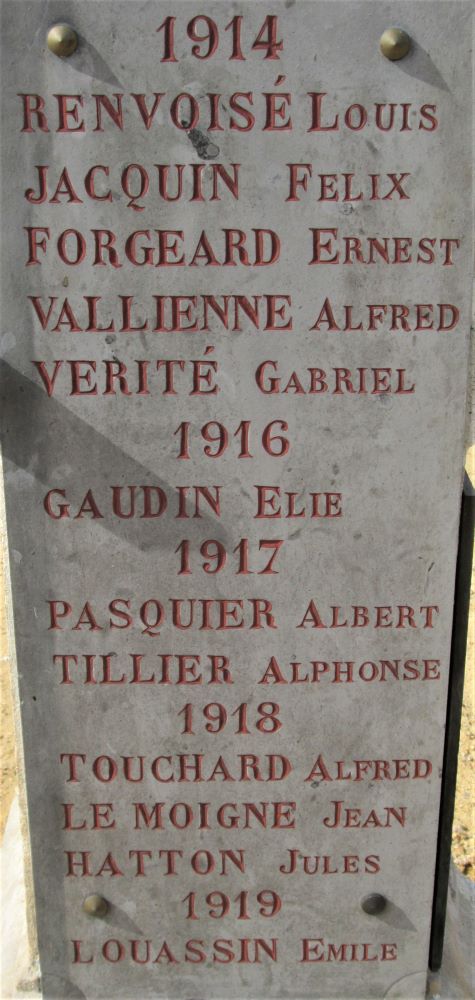 1914
RENVOISÉ LOUIS
JACQUIN FELIX
FORGEARD ERNEST
VALLIENNE ALFRED
VERITÉ GABRIEL
1916
GAUDIN ELIE
1917
PASQUIER ALBERT
TILLIER ALPHONSE
1918
TOUCHARD ALFRED
LE MOIGNE JEAN
HATTON JULES
1919
LOUASSIN EMILE